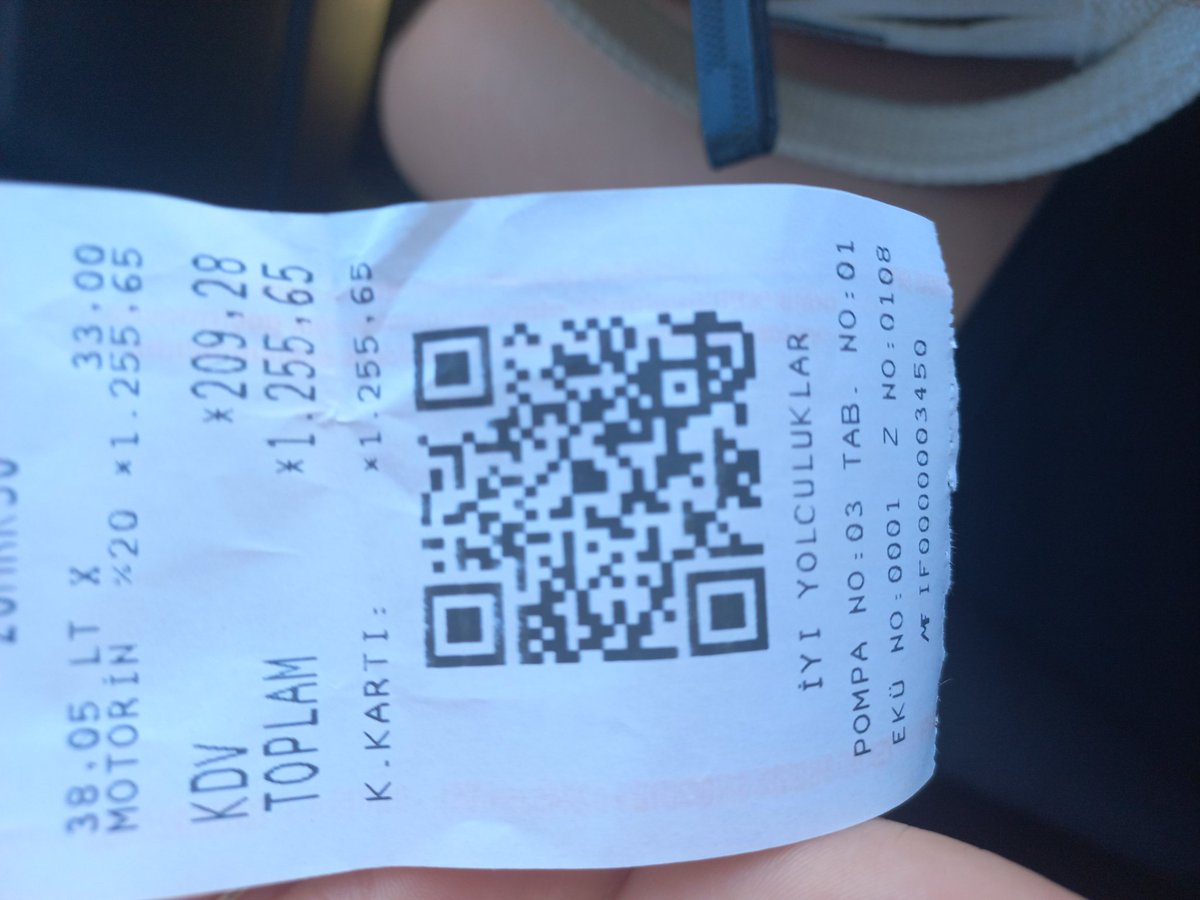 38,05 LT X 33,00
MOTORİN %20 *1.255,65
KDV *209,28
TOPLAM *1.255,65
K.KARTI: *1.255,65
İYİ YOLCULUKLAR
POMPA NO:03 TAB. NO:01
EKÜ NO:0001 Z NO:0108
MF IF0000003450